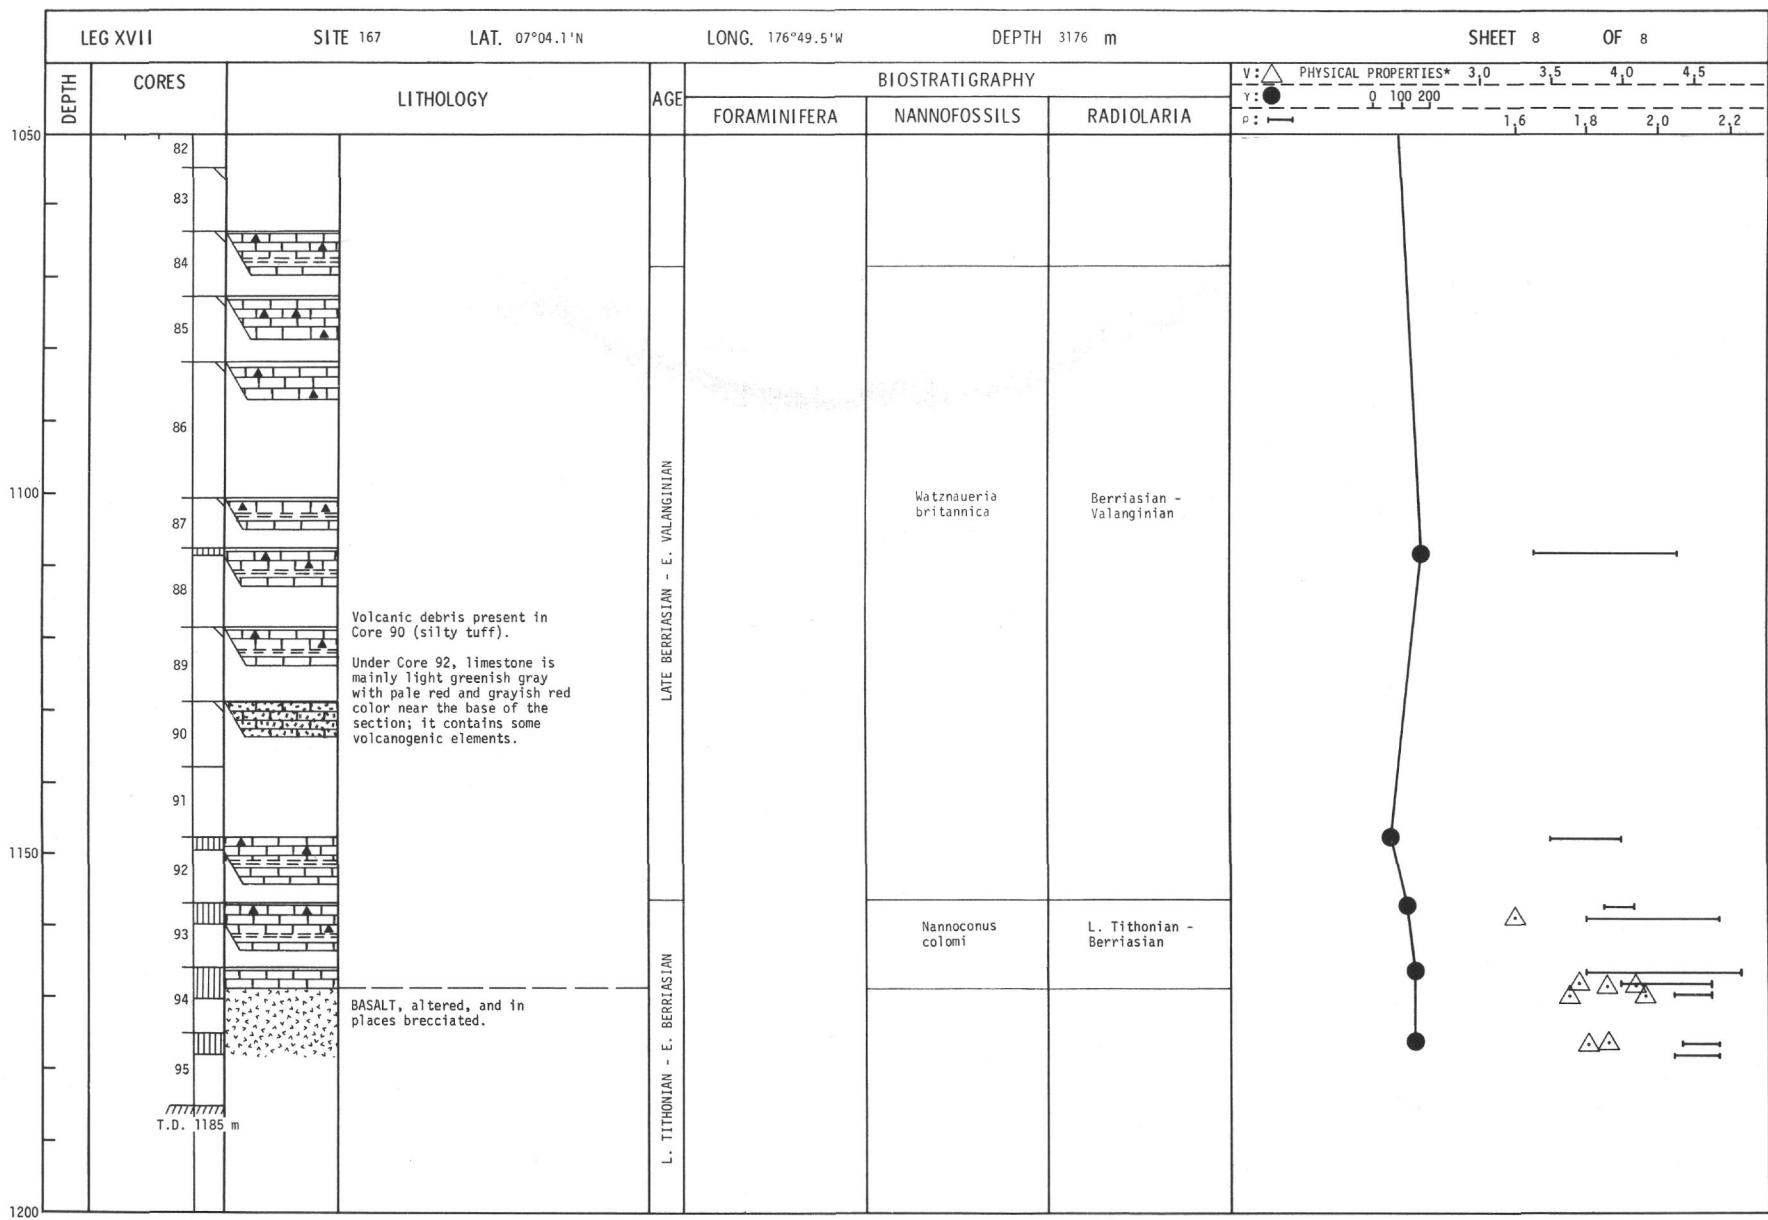 LEG XVII SITE 167 LAT. 07°04.1'N LONG. 176°49.5'W DEPTH 3176 m SHEET 8 OF 8
DEPTH
CORES
LITHOLOGY
AGE
BIOSTRATIGRAPHY
FORAMINIFERA NANNOFOSSILS RADIOLARIA
V: PHYSICAL PROPERTIES* 3.0 3.5 4.0 4.5
γ: 0 100 200
ρ: 1.6 1.8 2.0 2.2
1050
82
83
84
85
86
1100
87
88
89
90
91
1150
92
93
94
95
T.D. 1185 m
1200
Volcanic debris present in
Core 90 (silty tuff).
Under Core 92, limestone is
mainly light greenish gray
with pale red and grayish red
color near the base of the
section; it contains some
volcanogenic elements.
BASALT, altered, and in
places brecciated.
LATE BERRIASIAN - E. VALANGINIAN
L. TITHONIAN - E. BERRIASIAN
Watznaueria
britannica
Berriasian -
Valanginian
Nannoconus
colomi
L. Tithonian -
Berriasian